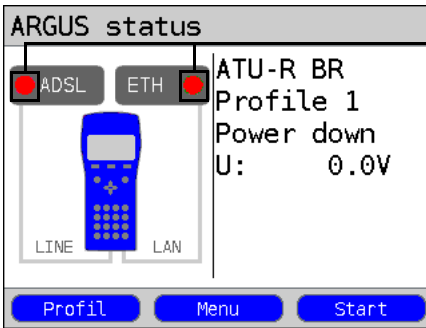 ARGUS status
ADSL
ETH
ATU-R BR
Profile 1
Power down
U: 0.0V
LINE
LAN
Profil
Menu
Start